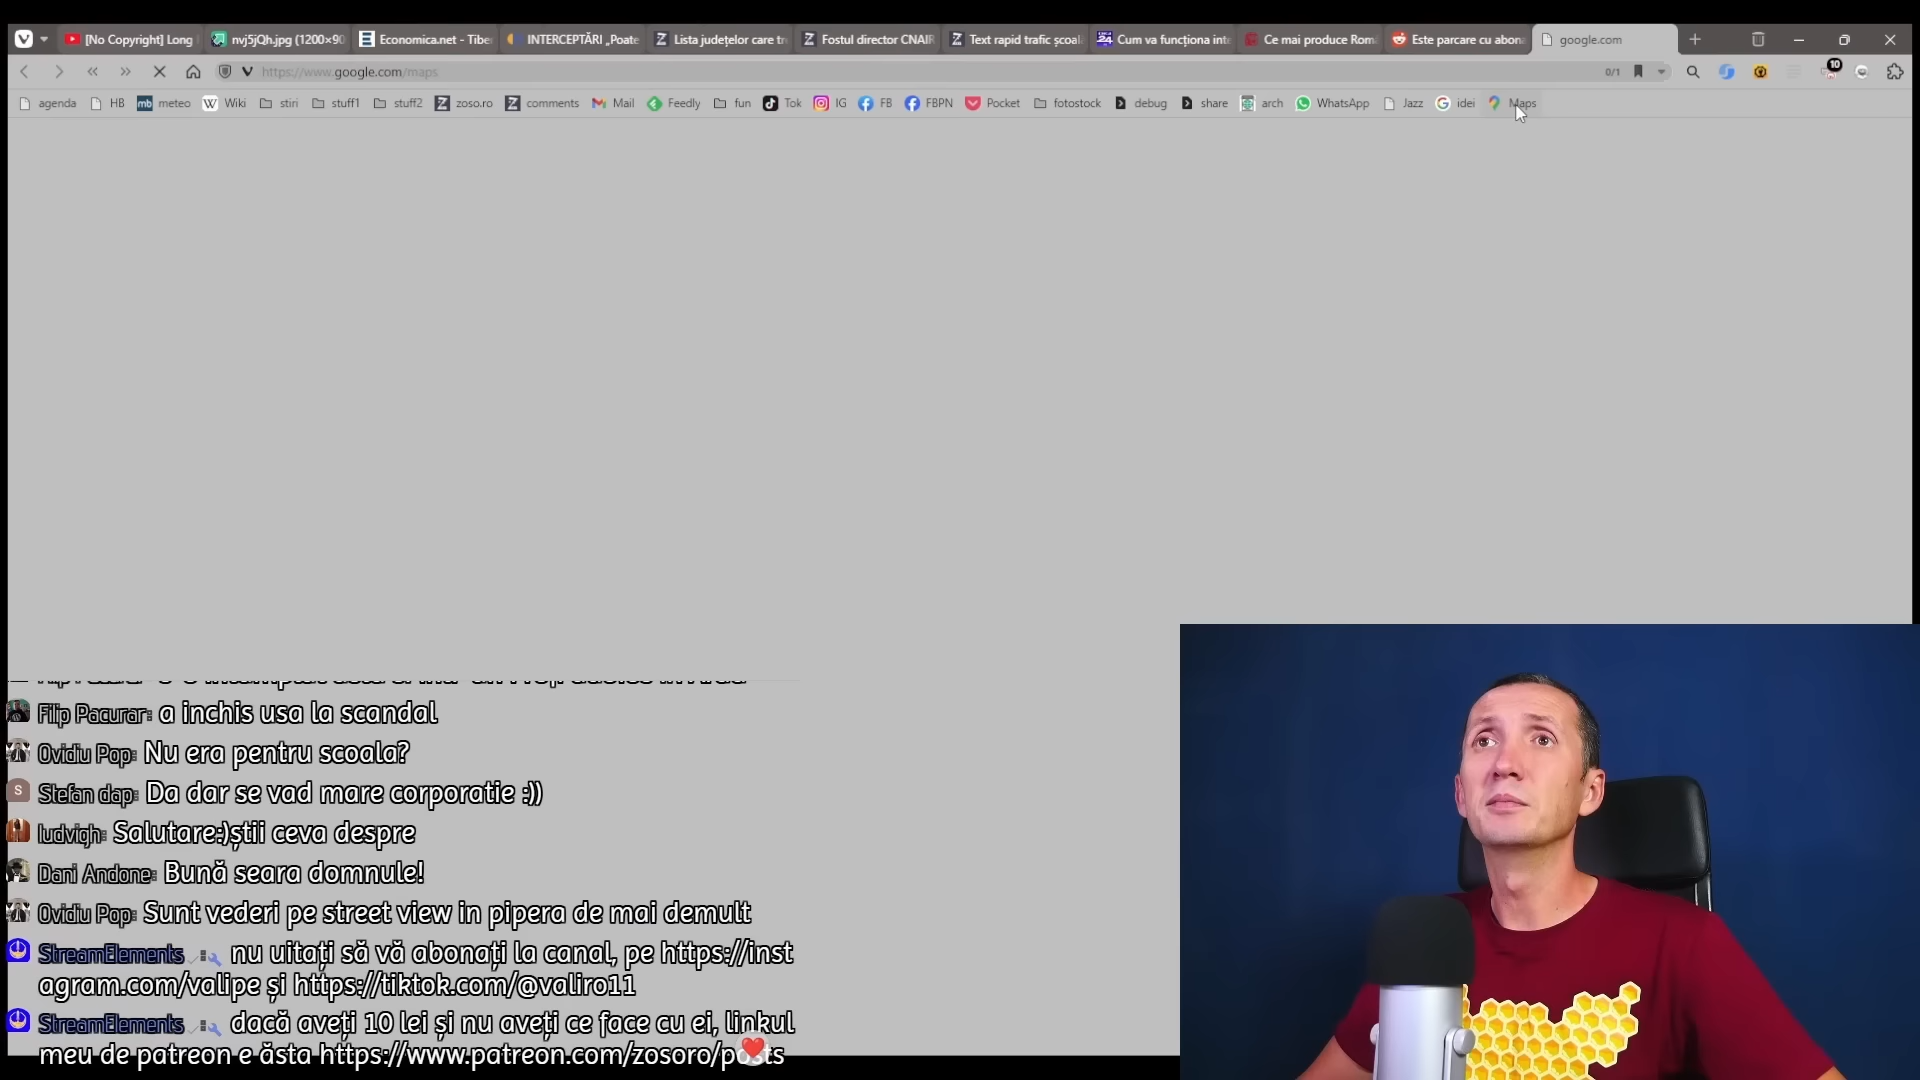 [No Copyright] Long
nvj5jQh.jpg (1200×90
Economica.net - Tibe
INTERCEPTĂRI „Poate
Lista județelor care tr
Fostul director CNAIR
Text rapid trafic școal
Cum va funcționa int
Ce mai produce Rom
Este parcare cu abon
google.com
https://www.google.com/maps
0/1
10
agenda
HB
meteo
Wiki
stiri
stuff1
stuff2
zoso.ro
comments
Mail
Feedly
fun
Tok
IG
FB
FBPN
Pocket
fotostock
debug
share
arch
WhatsApp
Jazz
idei
Maps
Filip Pacurar: a inchis usa la scandal
Ovidiu Pop: Nu era pentru scoala?
S
Stefan dap: Da dar se vad mare corporatie :))
ludvigh: Salutare:)știi ceva despre
Dani Andone: Bună seara domnule!
Ovidiu Pop: Sunt vederi pe street view in pipera de mai demult
StreamElements nu uitați să vă abonați la canal, pe https://inst
agram.com/valipe și https://tiktok.com/@valiro11
StreamElements dacă aveți 10 lei și nu aveți ce face cu ei, linkul
meu de patreon e ăsta https://www.patreon.com/zosoro/posts